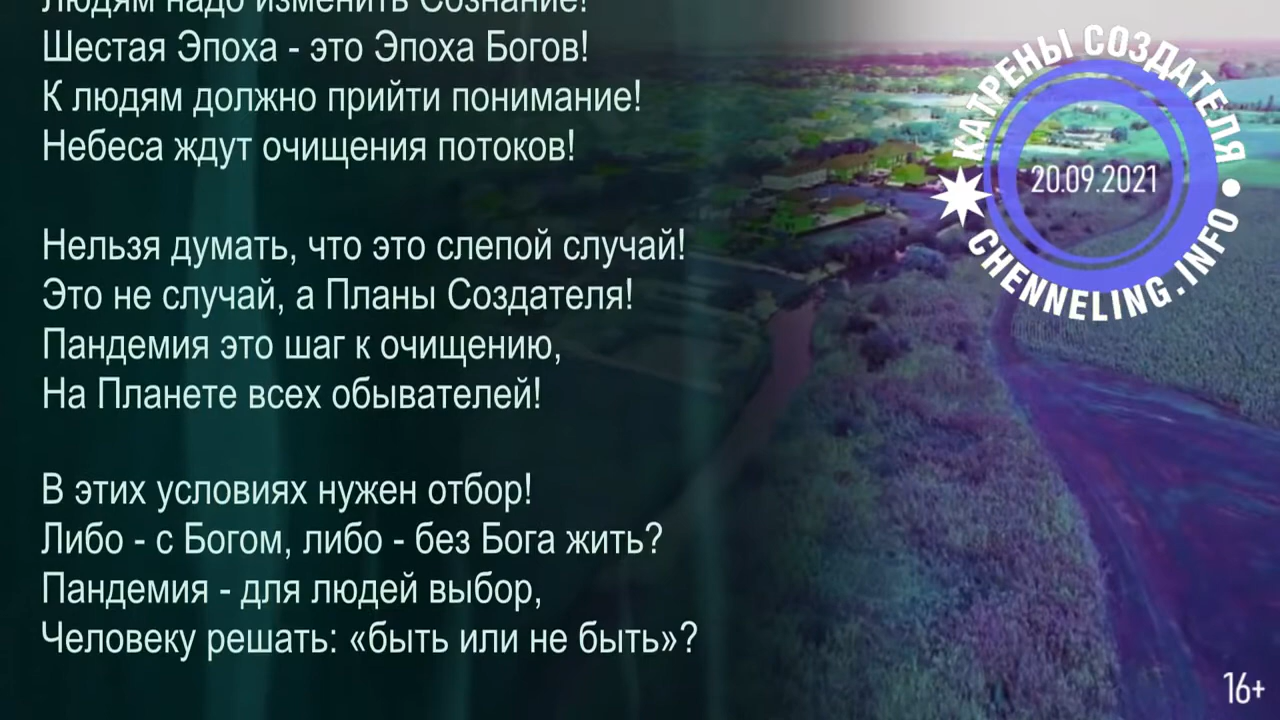 Людям надо изменить Сознание!
Шестая Эпоха - это Эпоха Богов!
К людям должно прийти понимание!
Небеса ждут очищения потоков!
Нельзя думать, что это слепой случай!
Это не случай, а Планы Создателя!
Пандемия это шаг к очищению,
На Планете всех обывателей!
В этих условиях нужен отбор!
Либо - с Богом, либо - без Бога жить?
Пандемия - для людей выбор,
Человеку решать: «быть или не быть»?
КАТРЕНЫ СОЗДАТЕЛЯ
20.09.2021
CHENNELING.INFO
16+